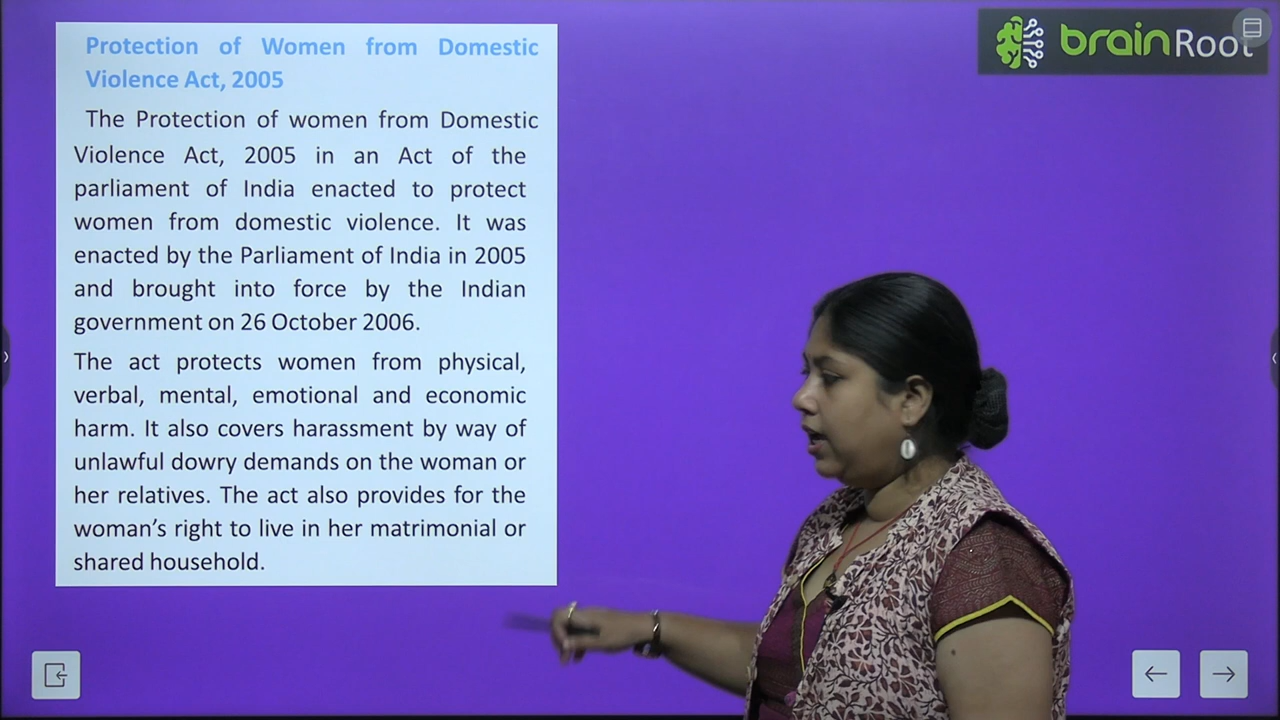 Protection of Women from Domestic
Violence Act, 2005
The Protection of women from Domestic
Violence Act, 2005 in an Act of the
parliament of India enacted to protect
women from domestic violence. It was
enacted by the Parliament of India in 2005
and brought into force by the Indian
government on 26 October 2006.
The act protects women from physical,
verbal, mental, emotional and economic
harm. It also covers harassment by way of
unlawful dowry demands on the woman or
her relatives. The act also provides for the
woman’s right to live in her matrimonial or
shared household.
brainRoot